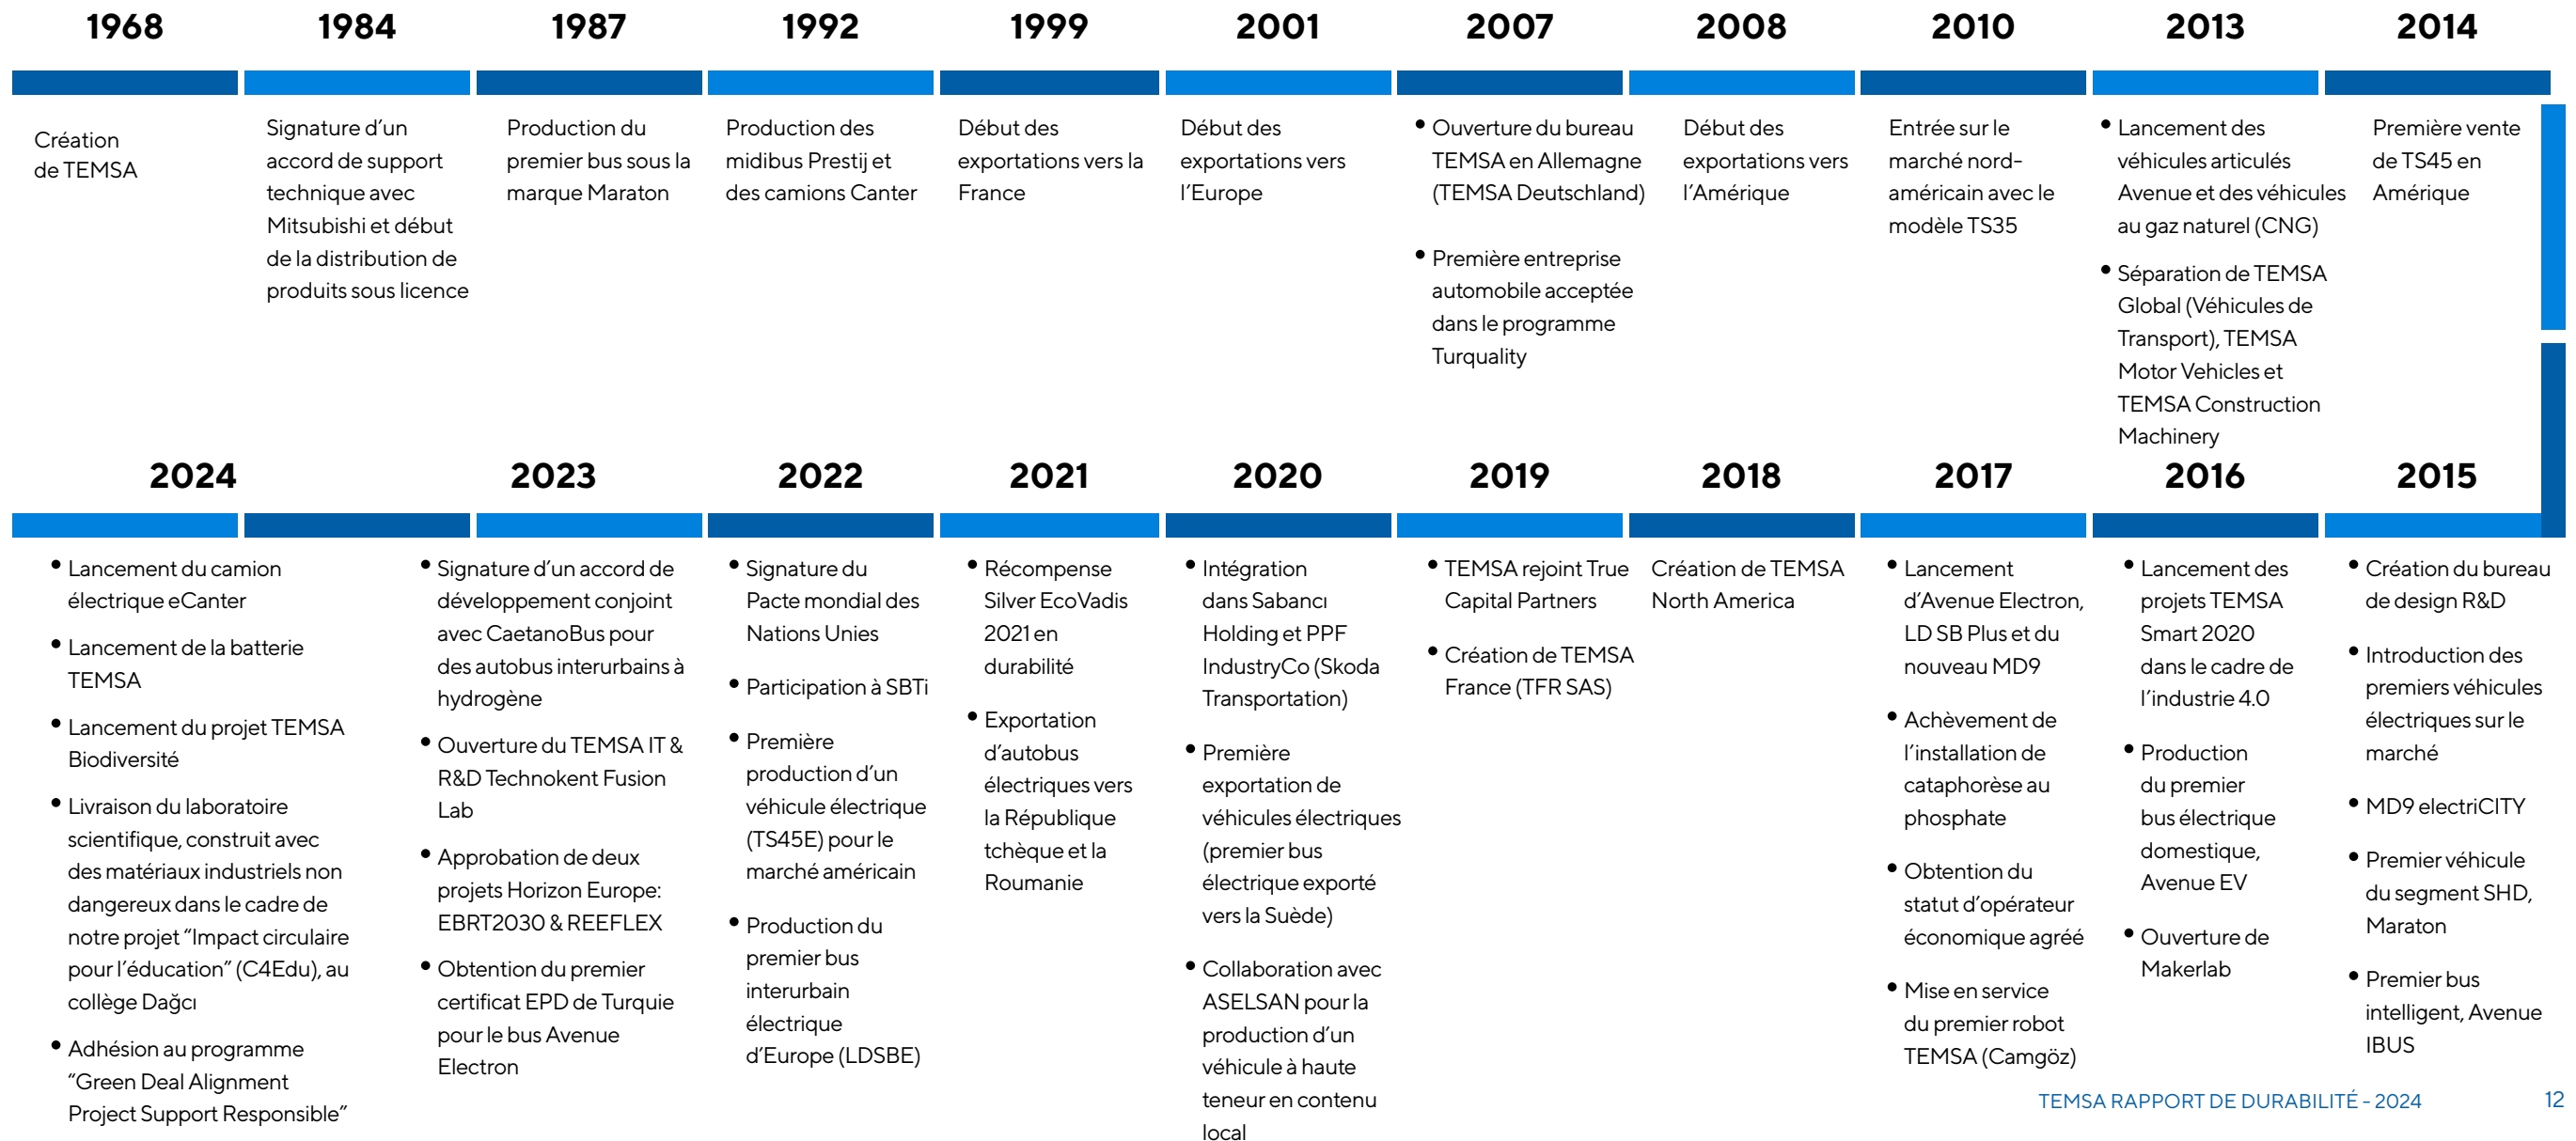 1968
Création
de TEMSA
1984
Signature d’un
accord de support
technique avec
Mitsubishi et début
de la distribution de
produits sous licence
1987
Production du
premier bus sous la
marque Maraton
1992
Production des
midibus Prestij et
des camions Canter
1999
Début des
exportations vers la
France
2001
Début des
exportations vers
l’Europe
2007
• Ouverture du bureau
TEMSA en Allemagne
(TEMSA Deutschland)
• Première entreprise
automobile acceptée
dans le programme
Turquality
2008
Début des
exportations vers
l’Amérique
2010
Entrée sur le
marché nord-
américain avec le
modèle TS35
2013
• Lancement des
véhicules articulés
Avenue et des véhicules
au gaz naturel (CNG)
• Séparation de TEMSA
Global (Véhicules de
Transport), TEMSA
Motor Vehicles et
TEMSA Construction
Machinery
2014
Première vente
de TS45 en
Amérique
2024
• Lancement du camion
électrique eCanter
• Lancement de la batterie
TEMSA
• Lancement du projet TEMSA
Biodiversité
• Livraison du laboratoire
scientifique, construit avec
des matériaux industriels non
dangereux dans le cadre de
notre projet “Impact circulaire
pour l’éducation” (C4Edu), au
collège Dağcı
• Adhésion au programme
“Green Deal Alignment
Project Support Responsible”
2023
• Signature d’un accord de
développement conjoint
avec CaetanoBus pour
des autobus interurbains à
hydrogène
• Ouverture du TEMSA IT &
R&D Technokent Fusion
Lab
• Approbation de deux
projets Horizon Europe:
EBRT2030 & REEFLEX
• Obtention du premier
certificat EPD de Turquie
pour le bus Avenue
Electron
2022
• Signature du
Pacte mondial des
Nations Unies
• Participation à SBTi
• Première
production d’un
véhicule électrique
(TS45E) pour le
marché américain
• Production du
premier bus
interurbain
électrique
d’Europe (LDSBE)
2021
• Récompense
Silver EcoVadis
2021 en
durabilité
• Exportation
d’autobus
électriques vers
la République
tchèque et la
Roumanie
2020
• Intégration
dans Sabancı
Holding et PPF
IndustryCo (Skoda
Transportation)
• Première
exportation de
véhicules électriques
(premier bus
électrique exporté
vers la Suède)
• Collaboration avec
ASELSAN pour la
production d’un
véhicule à haute
teneur en contenu
local
2019
• TEMSA rejoint True
Capital Partners
• Création de TEMSA
France (TFR SAS)
2018
Création de TEMSA
North America
2017
• Lancement
d’Avenue Electron,
LD SB Plus et du
nouveau MD9
• Achèvement de
l’installation de
cataphorèse au
phosphate
• Obtention du
statut d’opérateur
économique agréé
• Mise en service
du premier robot
TEMSA (Camgöz)
2016
• Lancement des
projets TEMSA
Smart 2020
dans le cadre de
l’industrie 4.0
• Production
du premier
bus électrique
domestique,
Avenue EV
• Ouverture de
Makerlab
2015
• Création du bureau
de design R&D
• Introduction des
premiers véhicules
électriques sur le
marché
• MD9 electriCITY
• Premier véhicule
du segment SHD,
Maraton
• Premier bus
intelligent, Avenue
IBUS
TEMSA RAPPORT DE DURABILITÉ - 2024
12